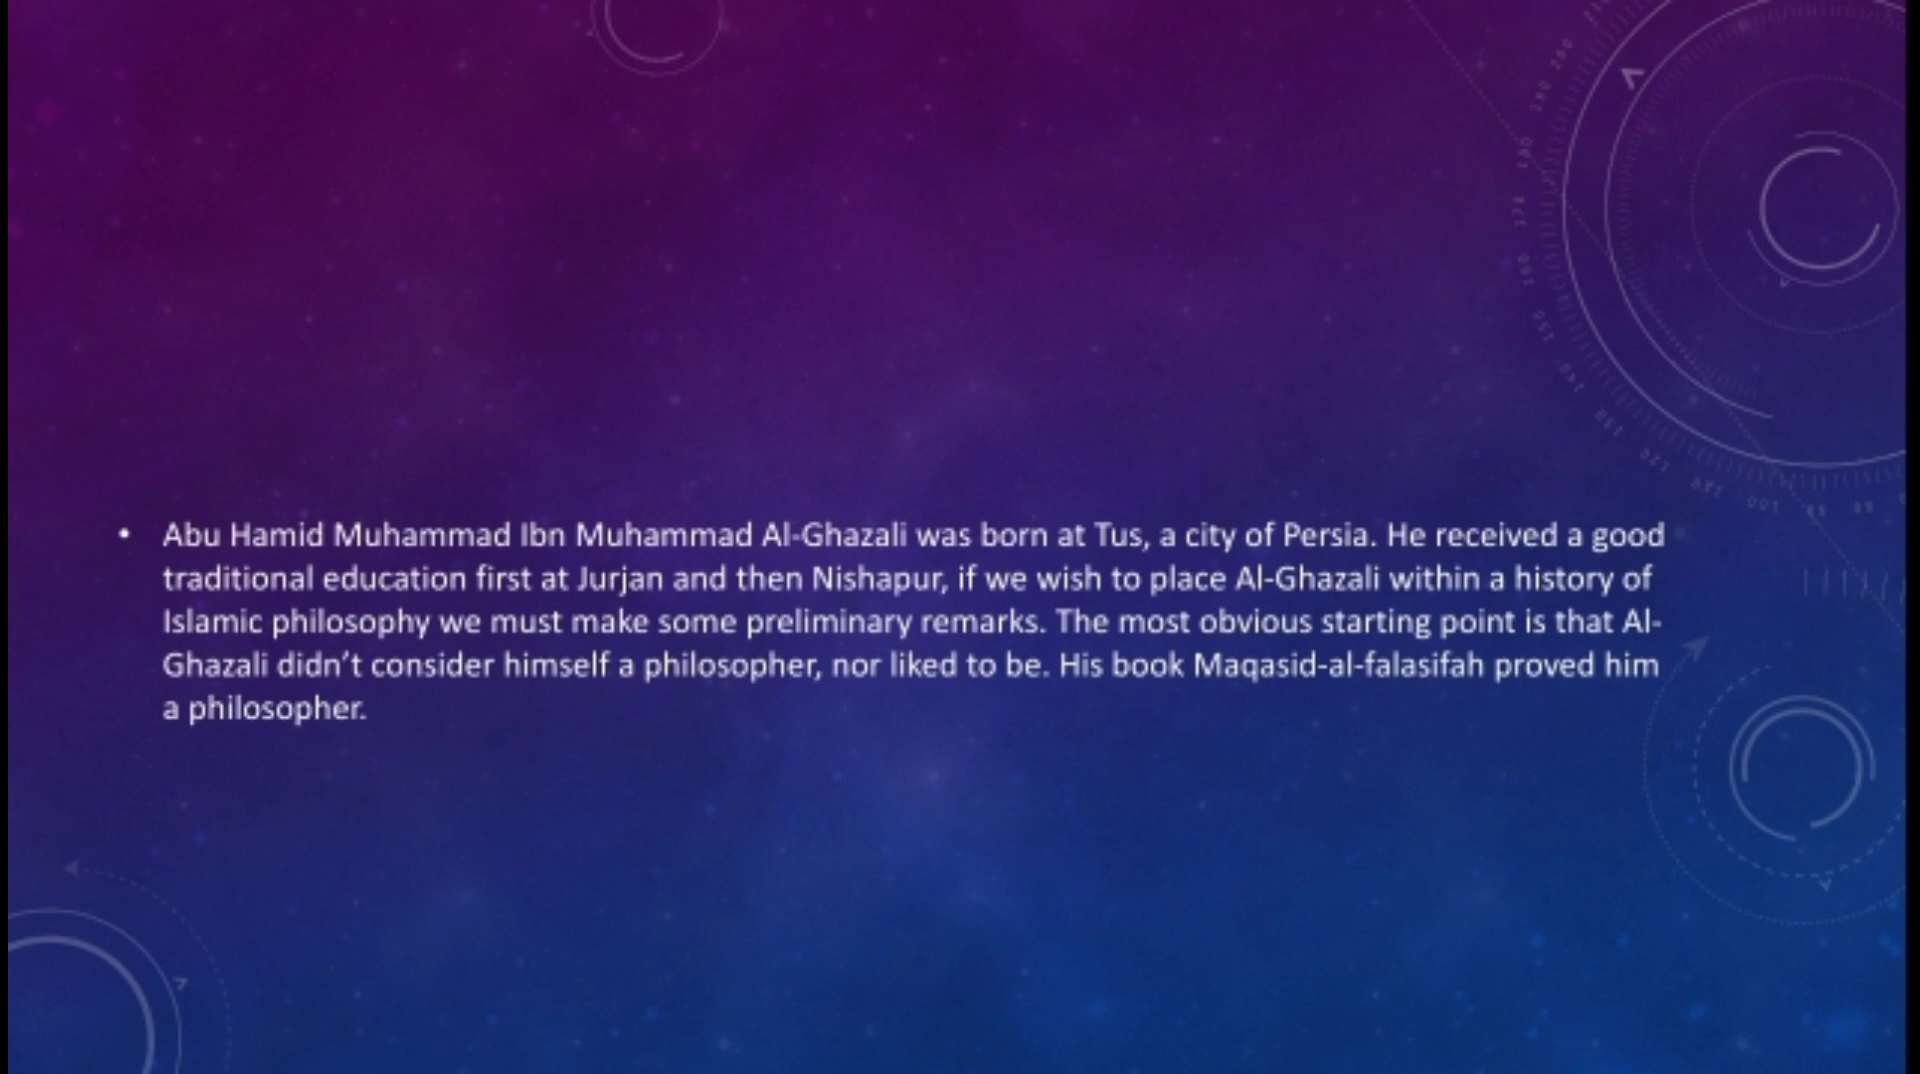 • Abu Hamid Muhammad Ibn Muhammad Al-Ghazali was born at Tus, a city of Persia. He received a good
traditional education first at Jurjan and then Nishapur, if we wish to place Al-Ghazali within a history of
Islamic philosophy we must make some preliminary remarks. The most obvious starting point is that Al-
Ghazali didn’t consider himself a philosopher, nor liked to be. His book Maqasid-al-falasifah proved him
a philosopher.